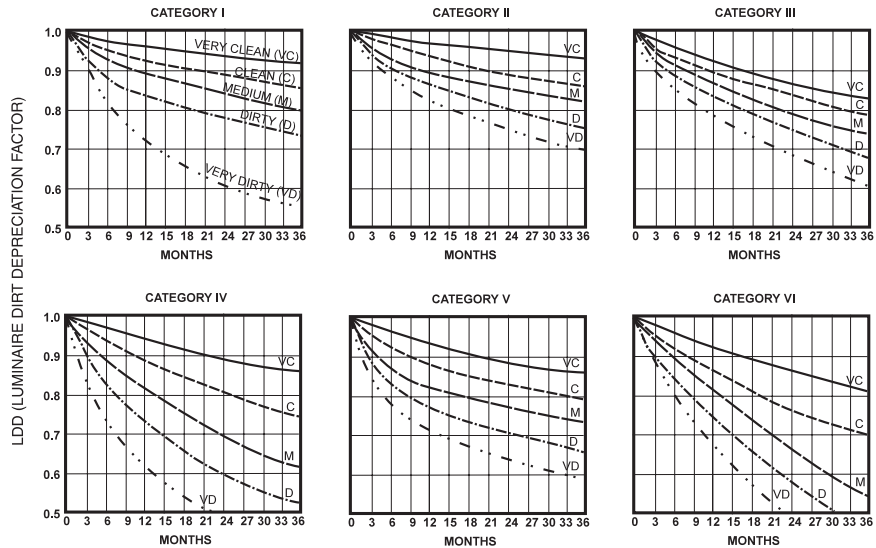 LDD (LUMINAIRE DIRT DEPRECIATION FACTOR)
CATEGORY I
1.0
0.9
0.8
0.7
0.6
0.5
VERY CLEAN (VC)
CLEAN (C)
MEDIUM (M)
DIRTY (D)
VERY DIRTY (VD)
0 3 6 9 12 15 18 21 24 27 30 33 36
MONTHS
CATEGORY II
VC
C
M
D
VD
0 3 6 9 12 15 18 21 24 27 30 33 36
MONTHS
CATEGORY III
VC
C
M
D
VD
0 3 6 9 12 15 18 21 24 27 30 33 36
MONTHS
CATEGORY IV
1.0
0.9
0.8
0.7
0.6
0.5
VC
C
M
D
VD
0 3 6 9 12 15 18 21 24 27 30 33 36
MONTHS
CATEGORY V
VC
C
M
D
VD
0 3 6 9 12 15 18 21 24 27 30 33 36
MONTHS
CATEGORY VI
VC
C
M
D
VD
0 3 6 9 12 15 18 21 24 27 30 33 36
MONTHS